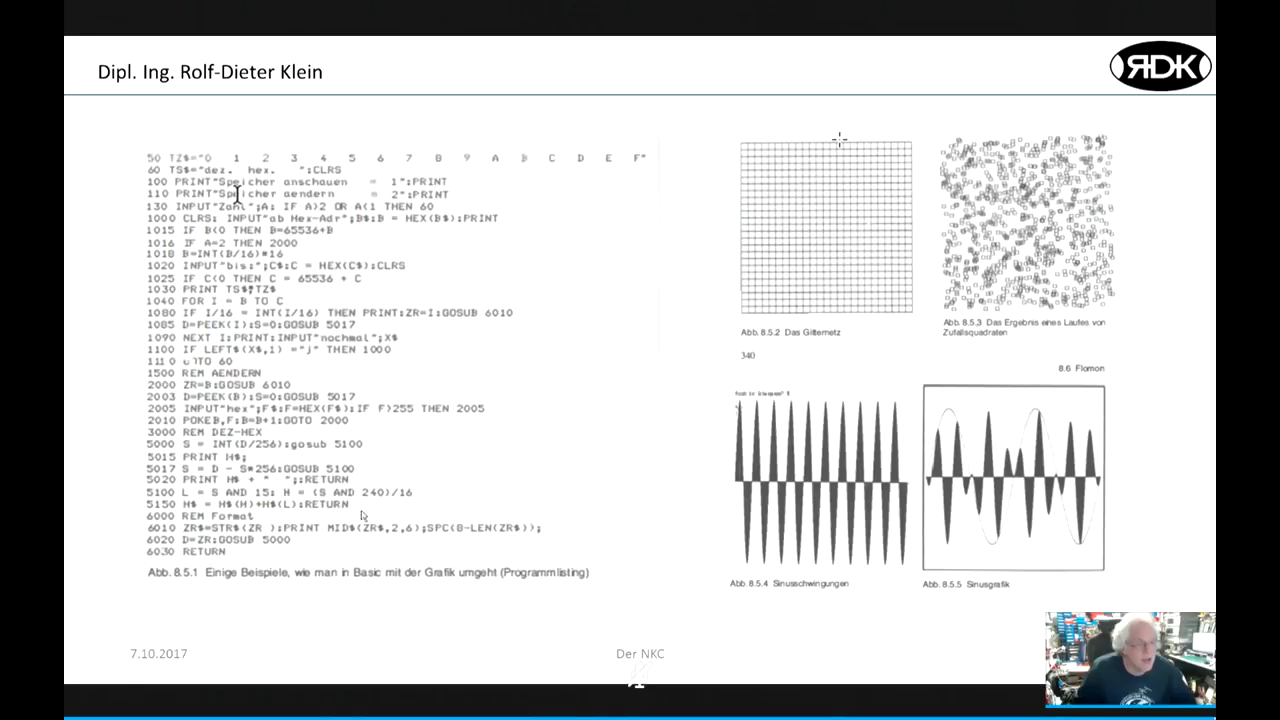 Dipl. Ing. Rolf-Dieter Klein
RDK
50 TZ$="0 1 2 3 4 5 6 7 8 9 A B C D E F"
60 TS$="dez. hex. ":CLRS
100 PRINT"Speicher anschauen = 1":PRINT
110 PRINT"Speicher aendern = 2":PRINT
130 INPUT"Zahl";A: IF A>2 OR A<1 THEN 60
1000 CLRS: INPUT"ab Hex-Adr";B$:B = HEX(B$):PRINT
1015 IF B<0 THEN B=65536+B
1016 IF A=2 THEN 2000
1018 B=INT(B/16)*16
1020 INPUT"bis:";C$:C = HEX(C$):CLRS
1025 IF C<0 THEN C = 65536 + C
1030 PRINT TS$;TZ$
1040 FOR I = B TO C
1080 IF I/16 = INT(I/16) THEN PRINT:ZR=I:GOSUB 6010
1085 D=PEEK(I):S=0:GOSUB 5017
1090 NEXT I:PRINT:INPUT"nochmal";X$
1100 IF LEFT$(X$,1) ="j" THEN 1000
1110 GOTO 60
1500 REM AENDERN
2000 ZR=B:GOSUB 6010
2003 D=PEEK(B):S=0:GOSUB 5017
2005 INPUT"hex";F$:F=HEX(F$):IF F>255 THEN 2005
2010 POKE B,F:B=B+1:GOTO 2000
3000 REM DEZ-HEX
5000 S = INT(D/256):gosub 5100
5015 PRINT H$;
5017 S = D - S*256:GOSUB 5100
5020 PRINT H$ + " ";:RETURN
5100 L = S AND 15: H = (S AND 240)/16
5150 H$ = H$(H)+H$(L):RETURN
6000 REM Format
6010 ZR$=STR$(ZR ):PRINT MID$(ZR$,2,6);SPC(8-LEN(ZR$));
6020 D=ZR:GOSUB 5000
6030 RETURN
Abb. 8.5.1 Einige Beispiele, wie man in Basic mit der Grafik umgeht (Programmlisting)
Abb. 8.5.2 Das Gitternetz
Abb. 8.5.3 Das Ergebnis eines Laufes von
Zufallsquadraten
340
8.6 Flomon
Abb. 8.5.4 Sinusschwingungen
Abb. 8.5.5 Sinusgrafik
7.10.2017
Der NKC